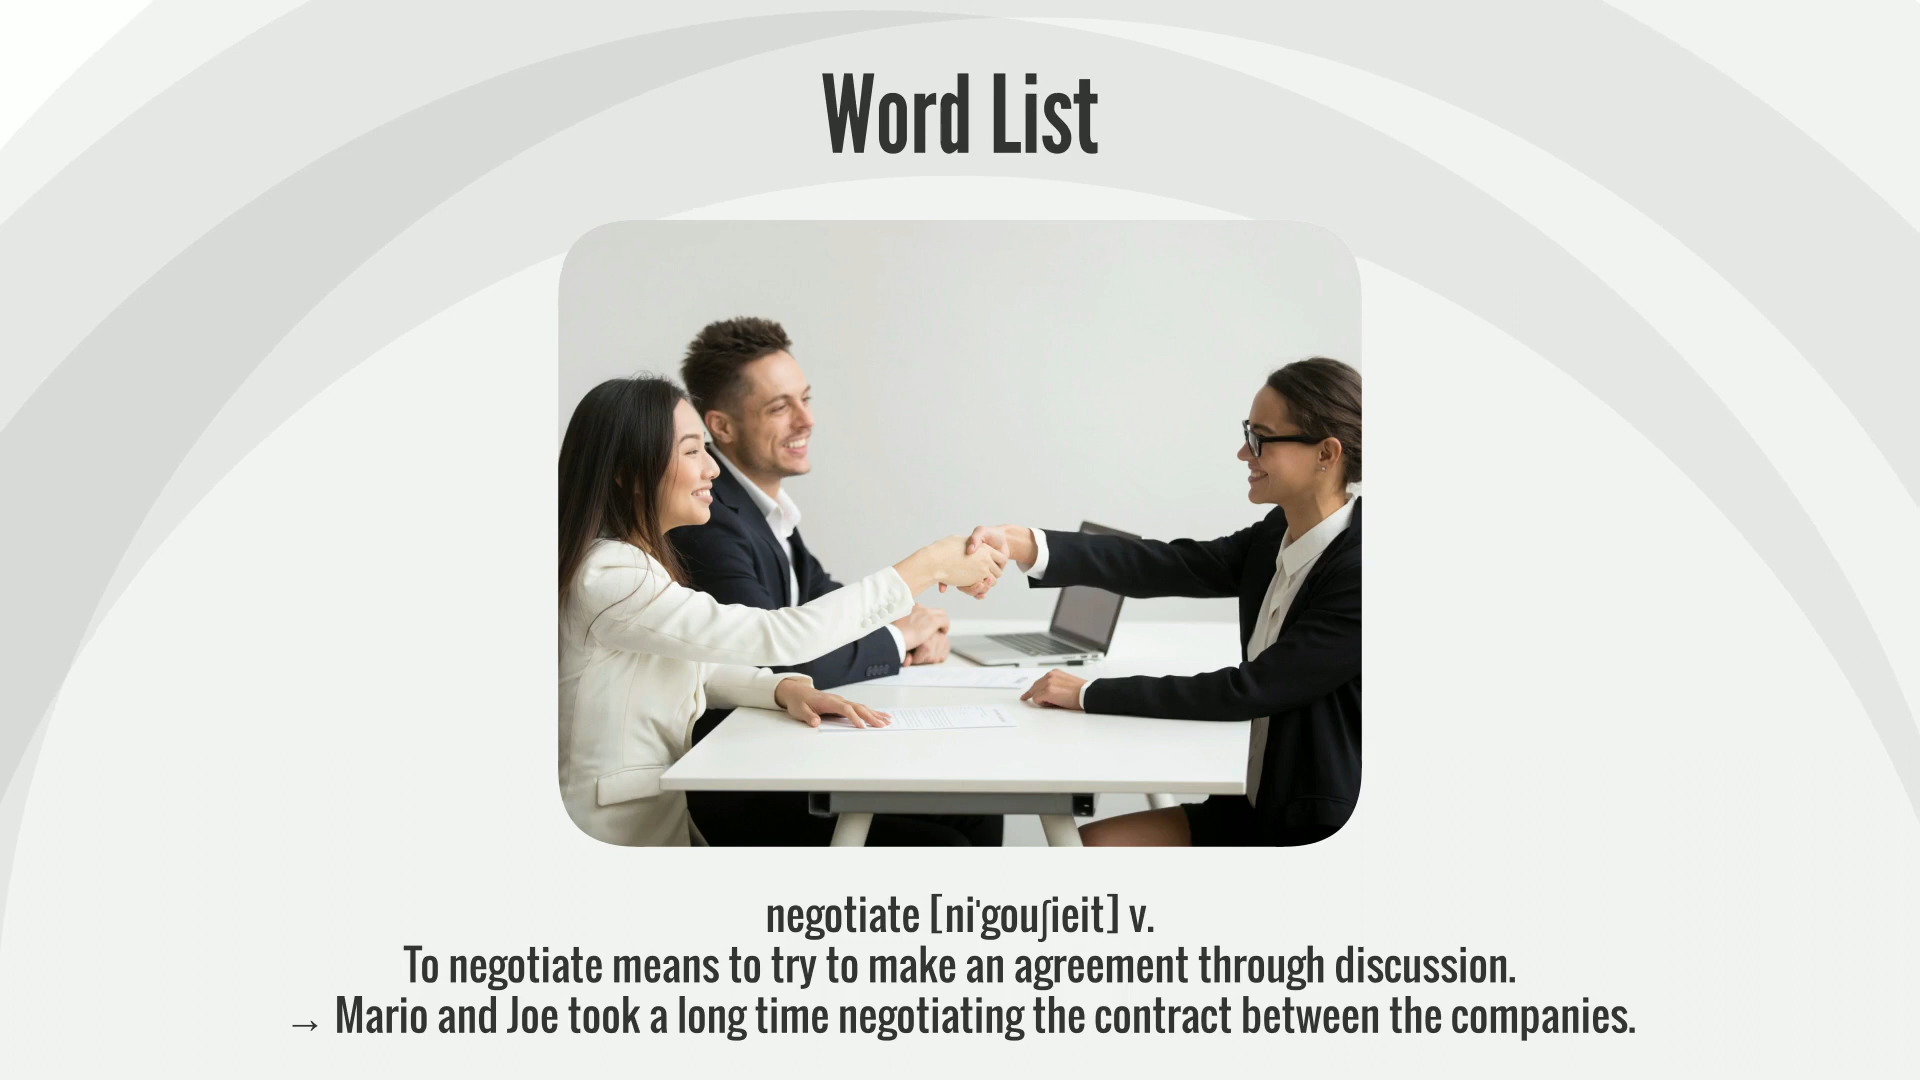 Word List
negotiate [niˈgouʃieit] v.
To negotiate means to try to make an agreement through discussion.
→ Mario and Joe took a long time negotiating the contract between the companies.